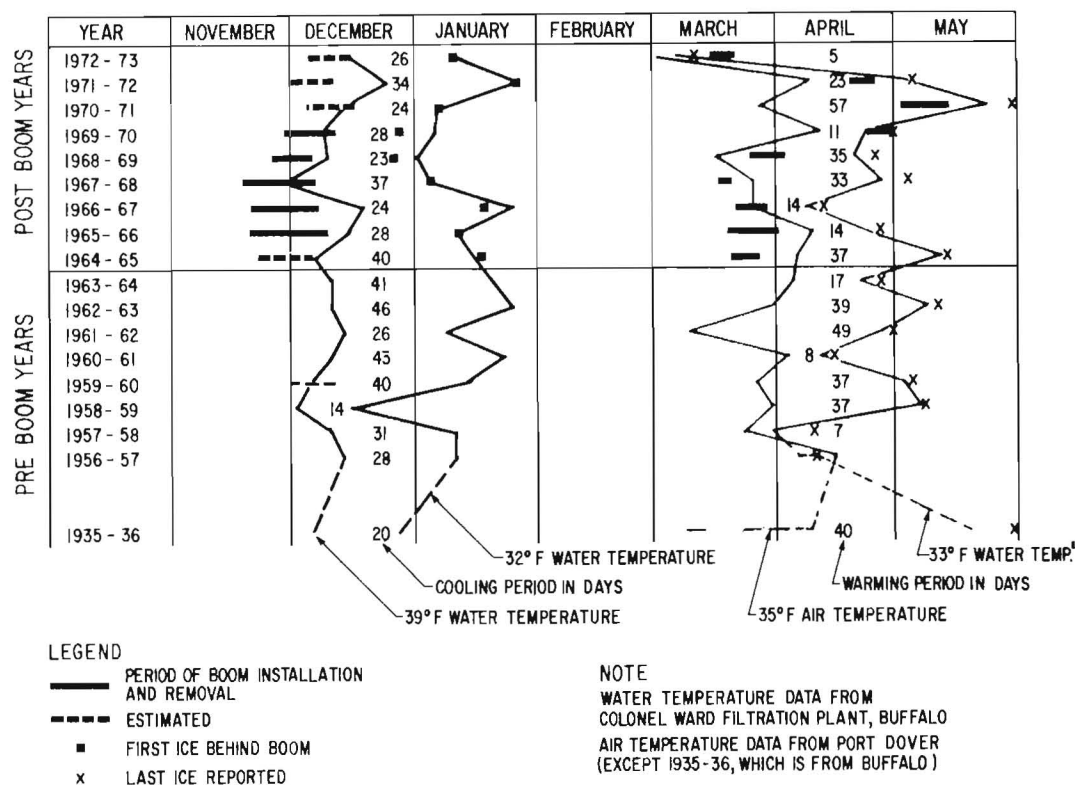 YEAR NOVEMBER DECEMBER JANUARY FEBRUARY MARCH APRIL MAY
POST BOOM YEARS
1972 - 73 26 5
1971 - 72 34 23
1970 - 71 24 57
1969 - 70 28 11
1968 - 69 23 35
1967 - 68 37 33
1966 - 67 24 14
1965 - 66 28 14
1964 - 65 40 37
PRE BOOM YEARS
1963 - 64 41 17
1962 - 63 46 39
1961 - 62 26 49
1960 - 61 43 8
1959 - 60 40 37
1958 - 59 14 37
1957 - 58 31 7
1956 - 57 28
1935 - 36 20 40
32°F WATER TEMPERATURE
33°F WATER TEMP.
COOLING PERIOD IN DAYS
WARMING PERIOD IN DAYS
39°F WATER TEMPERATURE
35°F AIR TEMPERATURE
LEGEND
PERIOD OF BOOM INSTALLATION
AND REMOVAL
ESTIMATED
FIRST ICE BEHIND BOOM
x LAST ICE REPORTED
NOTE
WATER TEMPERATURE DATA FROM
COLONEL WARD FILTRATION PLANT, BUFFALO
AIR TEMPERATURE DATA FROM PORT DOVER
(EXCEPT 1935-36, WHICH IS FROM BUFFALO)